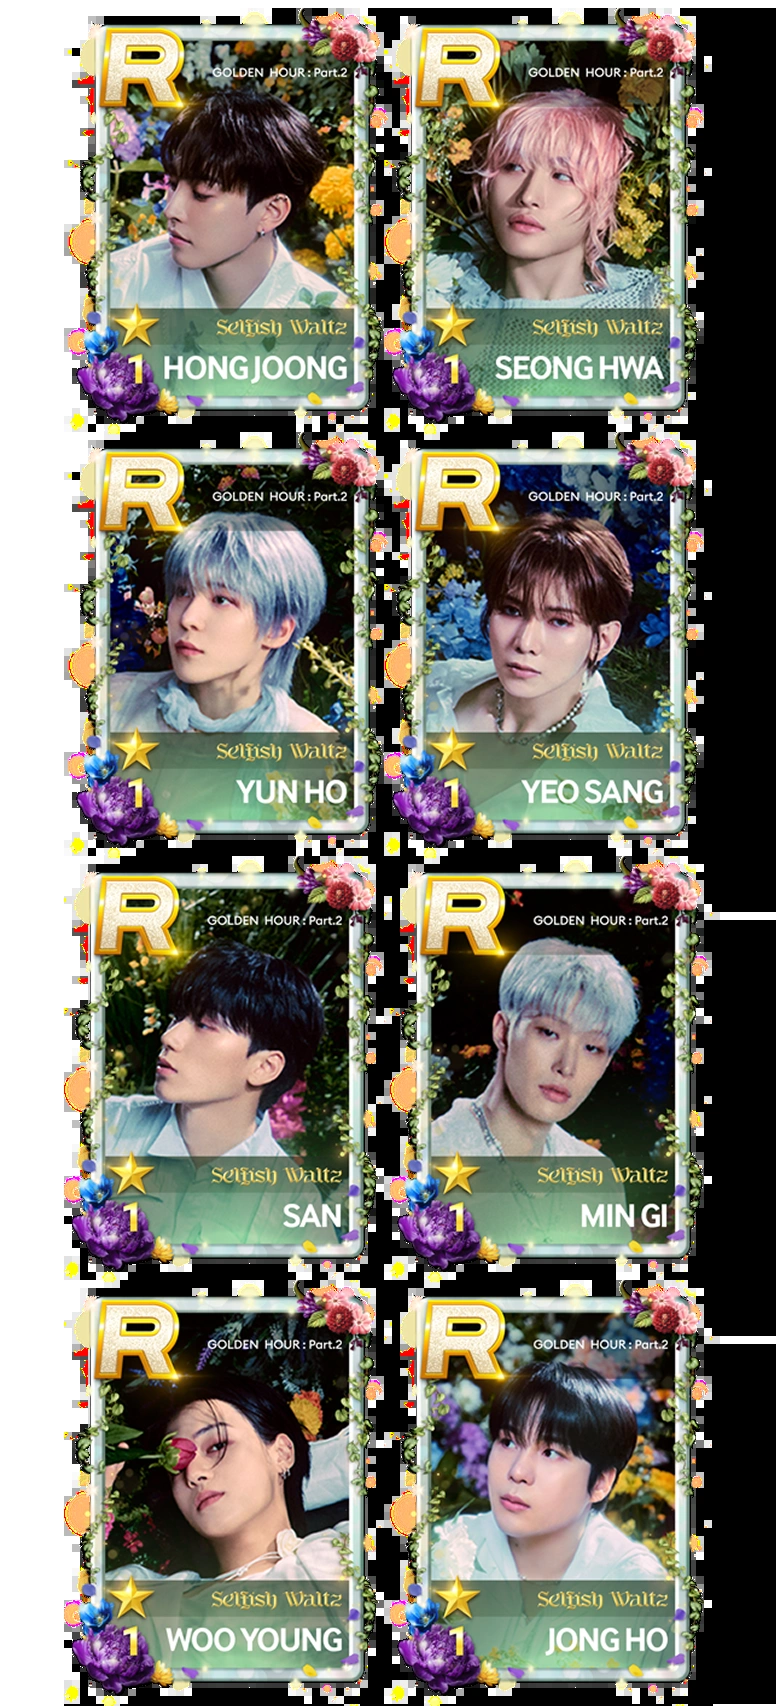 R
GOLDEN HOUR : Part.2
Selfish Waltz
1 HONG JOONG
R
GOLDEN HOUR : Part.2
Selfish Waltz
1 SEONG HWA
R
GOLDEN HOUR : Part.2
Selfish Waltz
1 YUN HO
R
GOLDEN HOUR : Part.2
Selfish Waltz
1 YEO SANG
R
GOLDEN HOUR : Part.2
Selfish Waltz
1 SAN
R
GOLDEN HOUR : Part.2
Selfish Waltz
1 MIN GI
R
GOLDEN HOUR : Part.2
Selfish Waltz
1 WOO YOUNG
R
GOLDEN HOUR : Part.2
Selfish Waltz
1 JONG HO